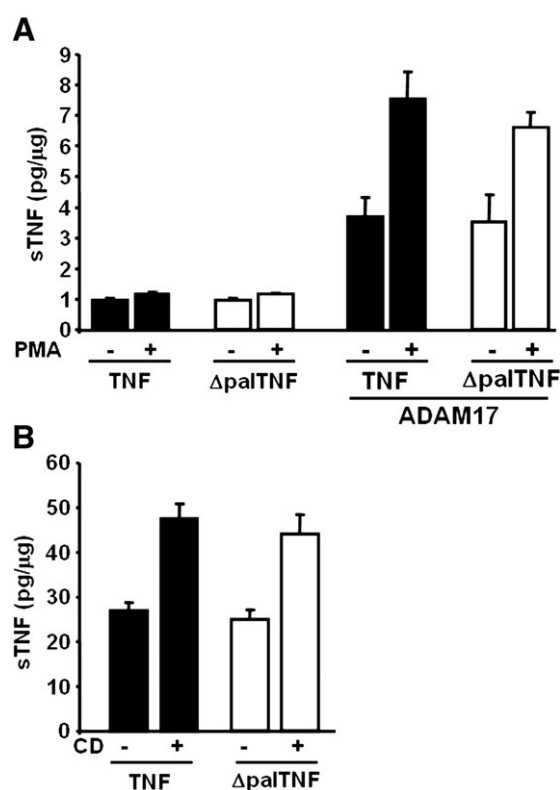 A
9
8
7
6
5
4
3
2
1
0
sTNF (pg/μg)
PMA - + - + - + - +
TNF ΔpalTNF TNF ΔpalTNF
ADAM17
B
60
50
40
30
20
10
0
sTNF (pg/μg)
CD - + - +
TNF ΔpalTNF